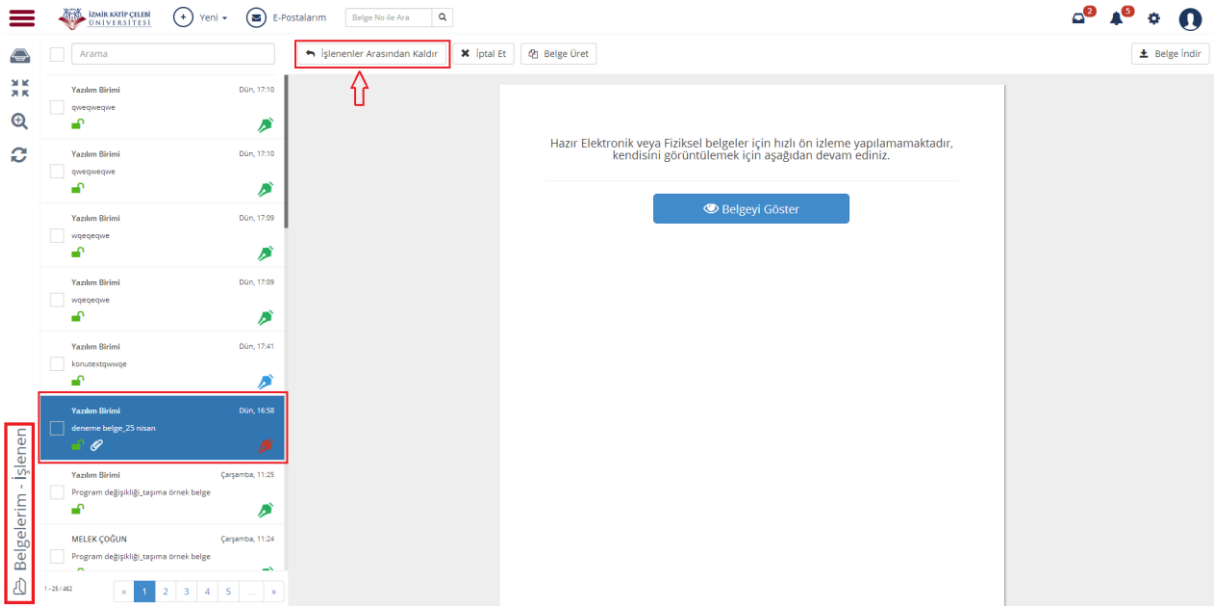 İZMİR KATİP ÇELEBİ
ÜNİVERSİTESİ
Yeni
E-Postalarım
Belge No ile Ara
2
5
Arama
İşlenenler Arasından Kaldır
İptal Et
Belge Üret
Belge İndir
Yazılım Birimi
Dün, 17:10
qweqweqwe
Yazılım Birimi
Dün, 17:10
qweqweqwe
Yazılım Birimi
Dün, 17:09
wqeqeqwe
Yazılım Birimi
Dün, 17:09
wqeqeqwe
Yazılım Birimi
Dün, 17:41
konutextqwwqe
Yazılım Birimi
Dün, 16:58
deneme belge_25 nisan
Yazılım Birimi
Çarşamba, 11:25
Program değişikliği_taşıma örnek belge
MELEK ÇOĞUN
Çarşamba, 11:24
Program değişikliği_taşıma örnek belge
1 - 25 / 462
« 1 2 3 4 5 ... »
Belgelerim - İşlenen
Hazır Elektronik veya Fiziksel belgeler için hızlı ön izleme yapılamamaktadır,
kendisini görüntülemek için aşağıdan devam ediniz.
Belgeyi Göster